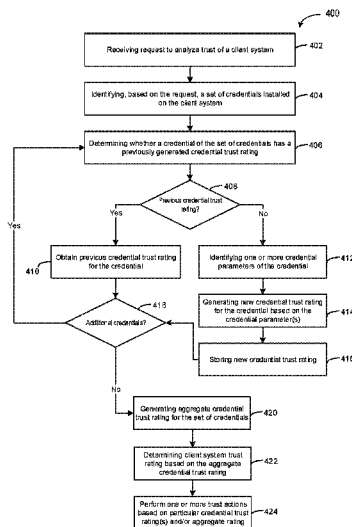 400
Receiving request to analyze trust of a client system
402
Identifying, based on the request, a set of credentials installed
on the client system
404
Determining whether a credential of the set of credentials has a
previously generated credential trust rating
406
Yes
408
Previous credential trust
rating?
Yes
No
Obtain previous credential trust rating
for the credential
410
Identifying one or more credential
parameters of the credential
412
Generating new credential trust rating
for the credential based on the
credential parameter(s)
414
418
Additional credentials?
Storing new credential trust rating
416
No
Generating aggregate credential
trust rating for the set of credentials
420
Determining client system trust
rating based on the aggregate
credential trust rating
422
Perform one or more trust actions
based on particular credential trust
rating(s) and/or aggregate rating
424